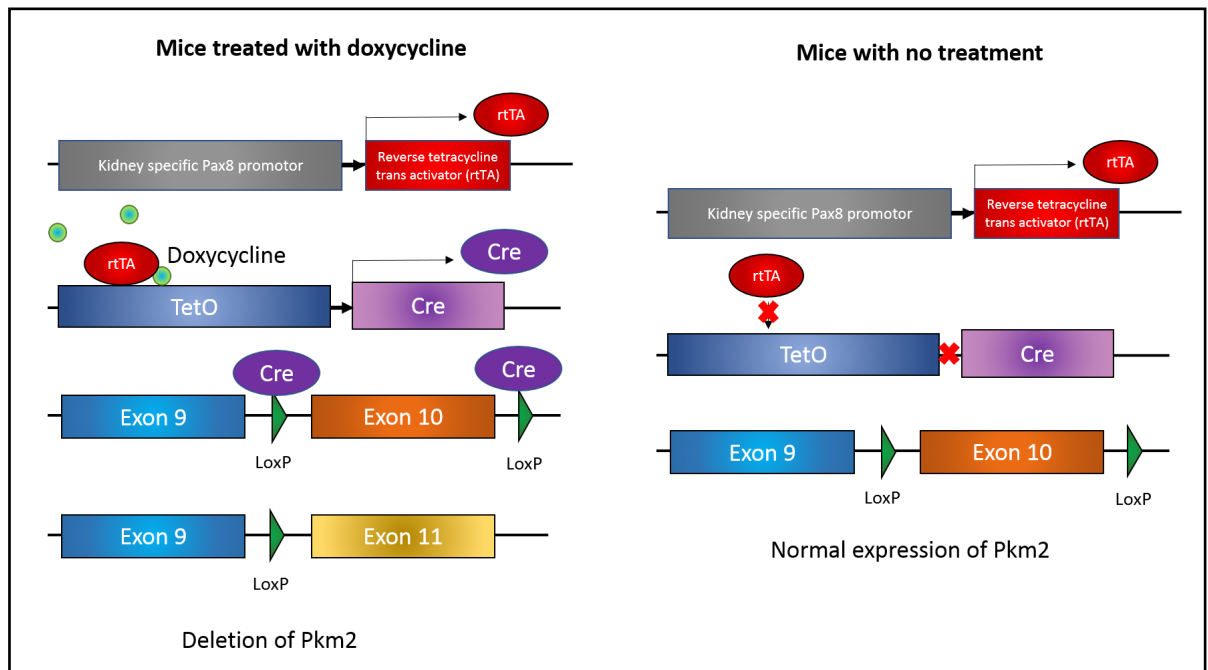 Mice treated with doxycycline
rtTA
Kidney specific Pax8 promotor
Reverse tetracycline
trans activator (rtTA)
rtTA
Doxycycline
Cre
TetO
Cre
Cre
Cre
Exon 9
Exon 10
LoxP
LoxP
Exon 9
Exon 11
LoxP
Deletion of Pkm2
Mice with no treatment
rtTA
Kidney specific Pax8 promotor
Reverse tetracycline
trans activator (rtTA)
rtTA
TetO
Cre
Exon 9
Exon 10
LoxP
LoxP
Normal expression of Pkm2